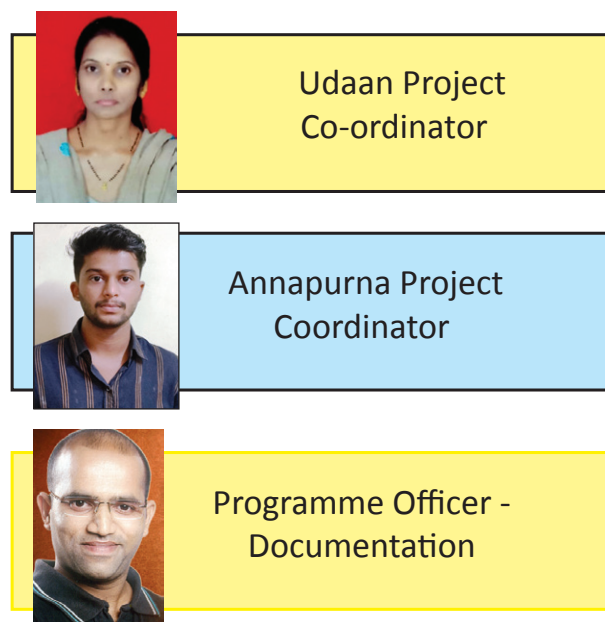 Udaan Project
Co-ordinator
Annapurna Project
Coordinator
Programme Officer -
Documentation